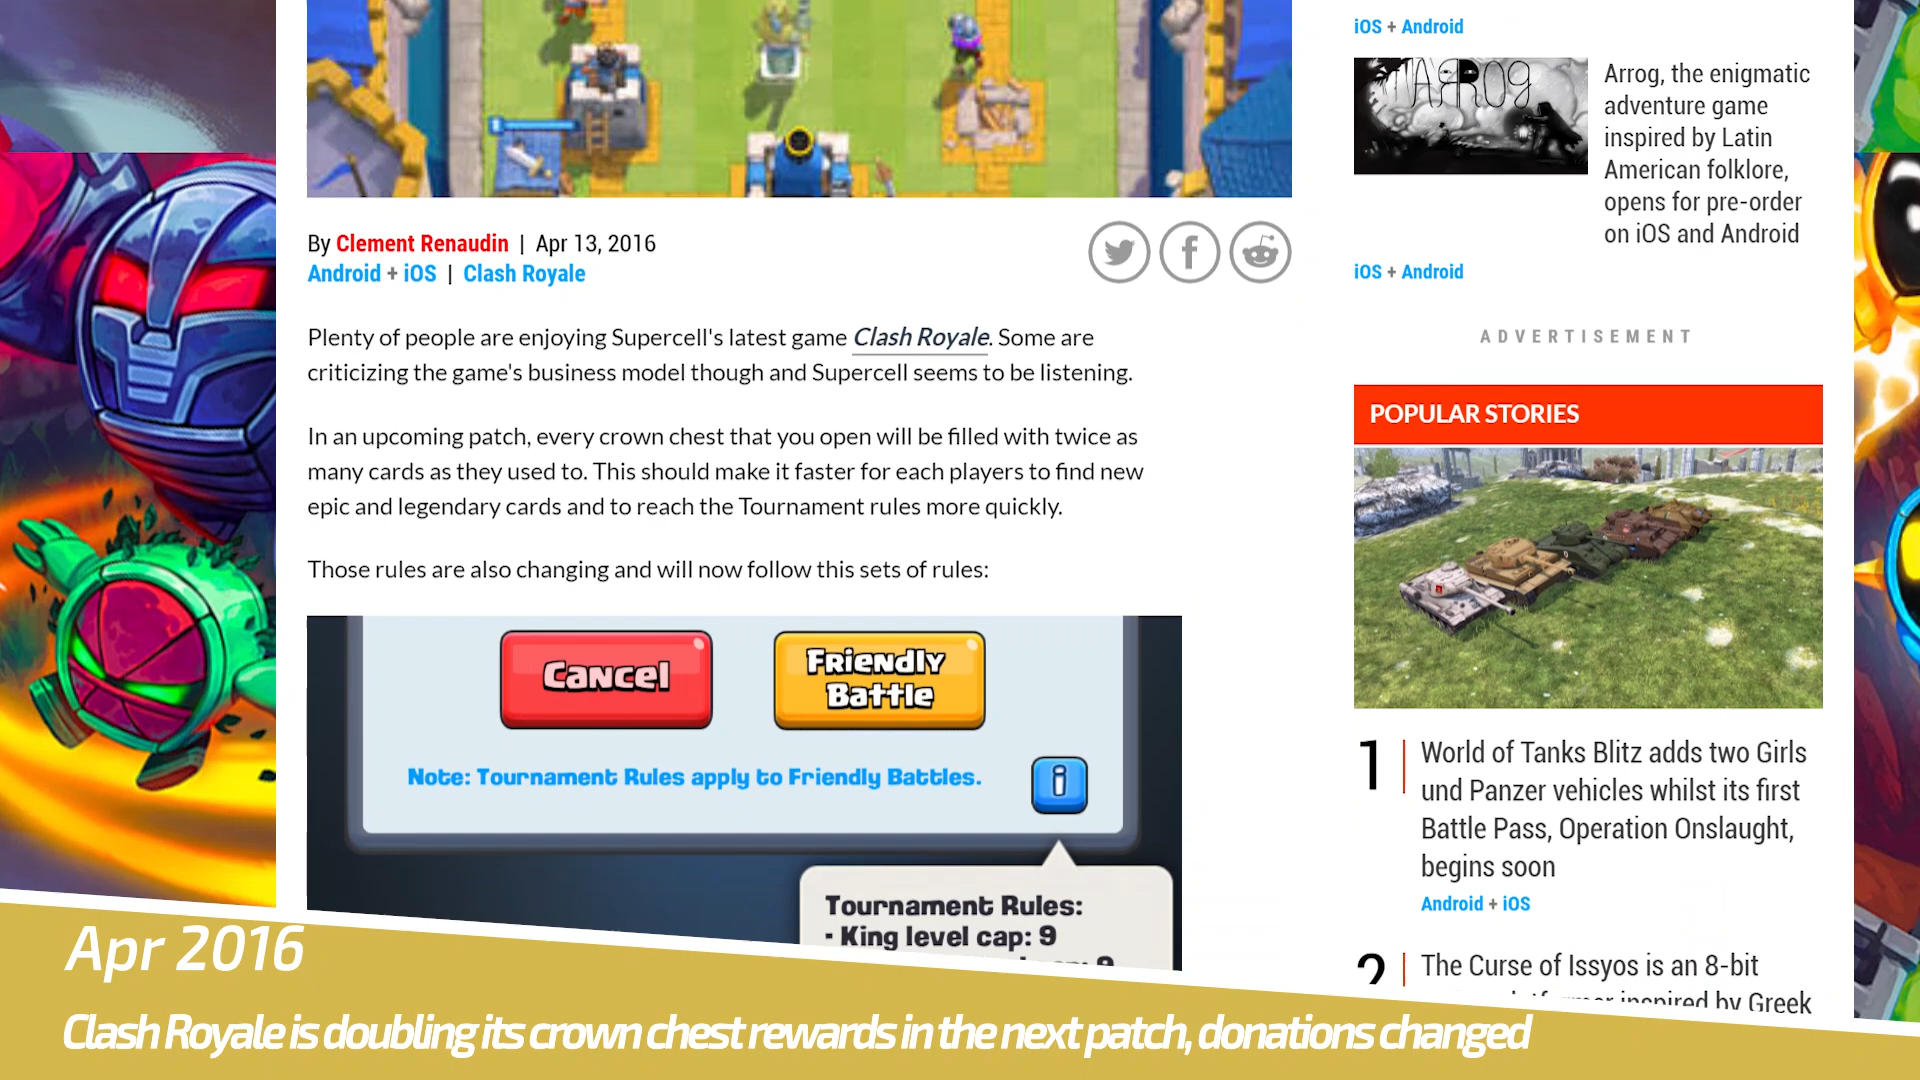 By Clement Renaudin | Apr 13, 2016
Android + iOS | Clash Royale
Plenty of people are enjoying Supercell's latest game Clash Royale. Some are
criticizing the game's business model though and Supercell seems to be listening.
In an upcoming patch, every crown chest that you open will be filled with twice as
many cards as they used to. This should make it faster for each players to find new
epic and legendary cards and to reach the Tournament rules more quickly.
Those rules are also changing and will now follow this sets of rules:
Cancel
Friendly
Battle
Note: Tournament Rules apply to Friendly Battles.
i
Tournament Rules:
- King level cap: 9
iOS + Android
ARROG
Arrog, the enigmatic
adventure game
inspired by Latin
American folklore,
opens for pre-order
on iOS and Android
iOS + Android
ADVERTISEMENT
POPULAR STORIES
1
World of Tanks Blitz adds two Girls
und Panzer vehicles whilst its first
Battle Pass, Operation Onslaught,
begins soon
Android + iOS
2
The Curse of Issyos is an 8-bit
inspired by Greek
Apr 2016
Clash Royale is doubling its crown chest rewards in the next patch, donations changed